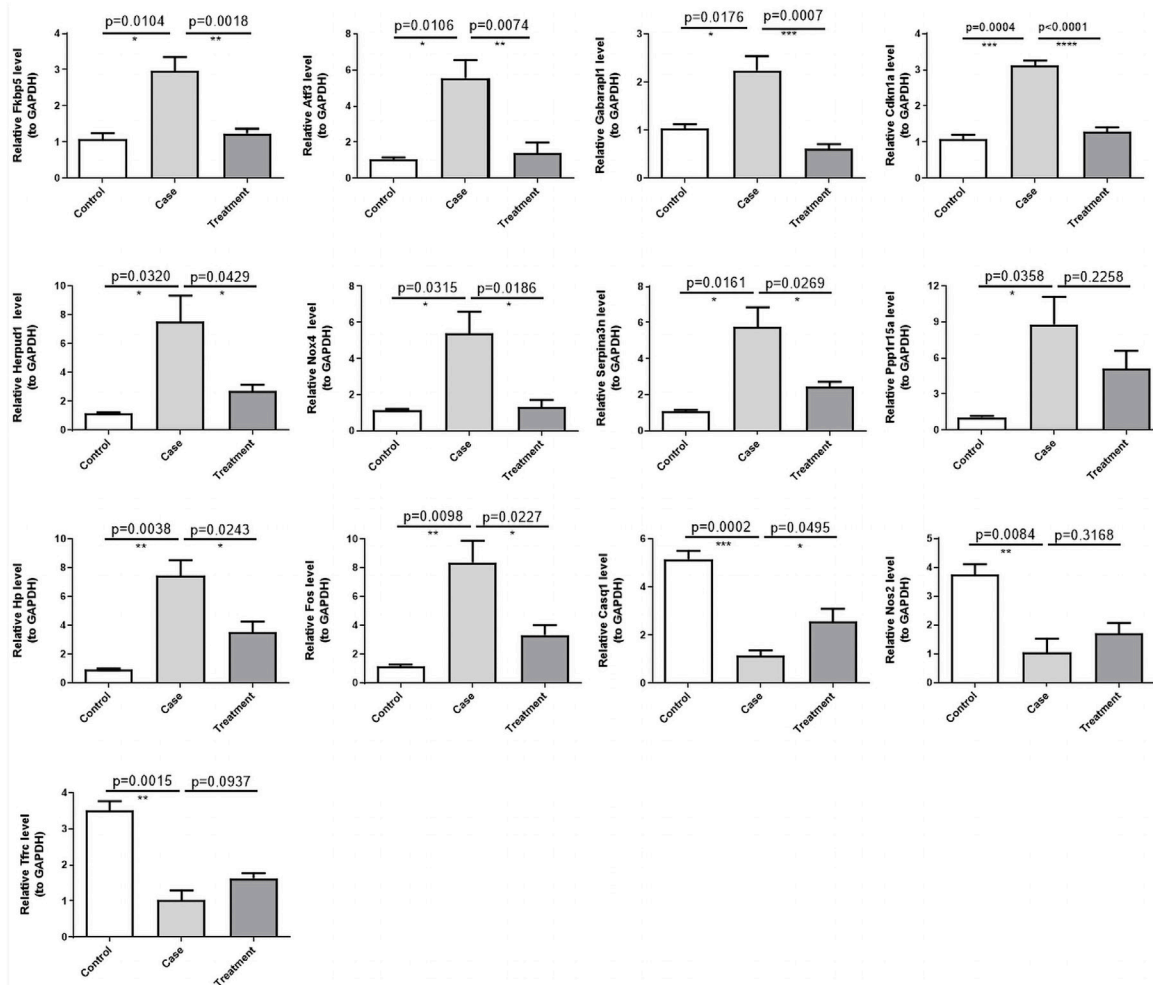 p=0.0104 p=0.0018
* **
Relative Fkbp5 level
(to GAPDH)
4
3
2
1
0
Control
Case
Treatment
p=0.0106 p=0.0074
* **
Relative Atf3 level
(to GAPDH)
8
6
4
2
0
Control
Case
Treatment
p=0.0176 p=0.0007
* ***
Relative Gabarapl1 level
(to GAPDH)
3
2
1
0
Control
Case
Treatment
p=0.0004 p<0.0001
*** ****
Relative Cdkn1a level
(to GAPDH)
4
3
2
1
0
Control
Case
Treatment
p=0.0320 p=0.0429
* *
Relative Herpud1 level
(to GAPDH)
10
8
6
4
2
0
Control
Case
Treatment
p=0.0315 p=0.0186
* *
Relative Nox4 level
(to GAPDH)
8
6
4
2
0
Control
Case
Treatment
p=0.0161 p=0.0269
* *
Relative Serpina3n level
(to GAPDH)
8
6
4
2
0
Control
Case
Treatment
p=0.0358 p=0.2258
*
Relative Ppp1r15a level
(to GAPDH)
12
9
6
3
0
Control
Case
Treatment
p=0.0038 p=0.0243
** *
Relative Hp level
(to GAPDH)
10
8
6
4
2
0
Control
Case
Treatment
p=0.0098 p=0.0227
** *
Relative Fos level
(to GAPDH)
10
8
6
4
2
0
Control
Case
Treatment
p=0.0002 p=0.0495
*** *
Relative Casq1 level
(to GAPDH)
6
4
2
0
Control
Case
Treatment
p=0.0084 p=0.3168
**
Relative Nos2 level
(to GAPDH)
5
4
3
2
1
0
Control
Case
Treatment
p=0.0015 p=0.0937
**
Relative Tfrc level
(to GAPDH)
4
3
2
1
0
Control
Case
Treatment